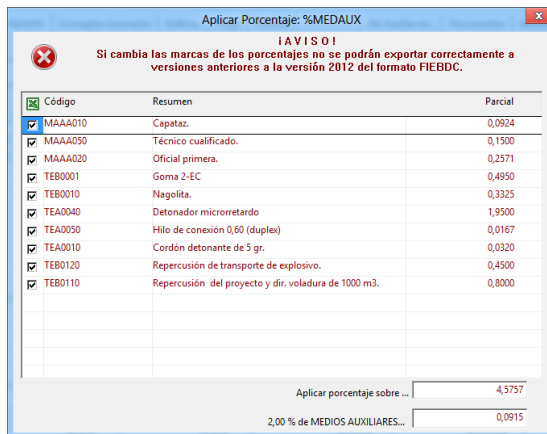 Aplicar Porcentaje: %MEDAUX
¡ A V I S O !
Si cambia las marcas de los porcentajes no se podrán exportar correctamente a
versiones anteriores a la versión 2012 del formato FIEBDC.
Código Resumen Parcial
MAAA010 Capataz. 0,0924
MAAA050 Técnico cualificado. 0,1500
MAAA020 Oficial primera. 0,2571
TEB0001 Goma 2-EC 0,4950
TEB0010 Nagolita. 0,3325
TEA0040 Detonador microrretardo 1,9500
TEA0050 Hilo de conexión 0,60 (duplex) 0,0167
TEA0010 Cordón detonante de 5 gr. 0,0320
TEB0120 Repercusión de transporte de explosivo. 0,4500
TEB0110 Repercusión del proyecto y dir. voladura de 1000 m3. 0,8000
Aplicar porcentaje sobre ... 4,5757
2,00 % de MEDIOS AUXILIARES... 0,0915